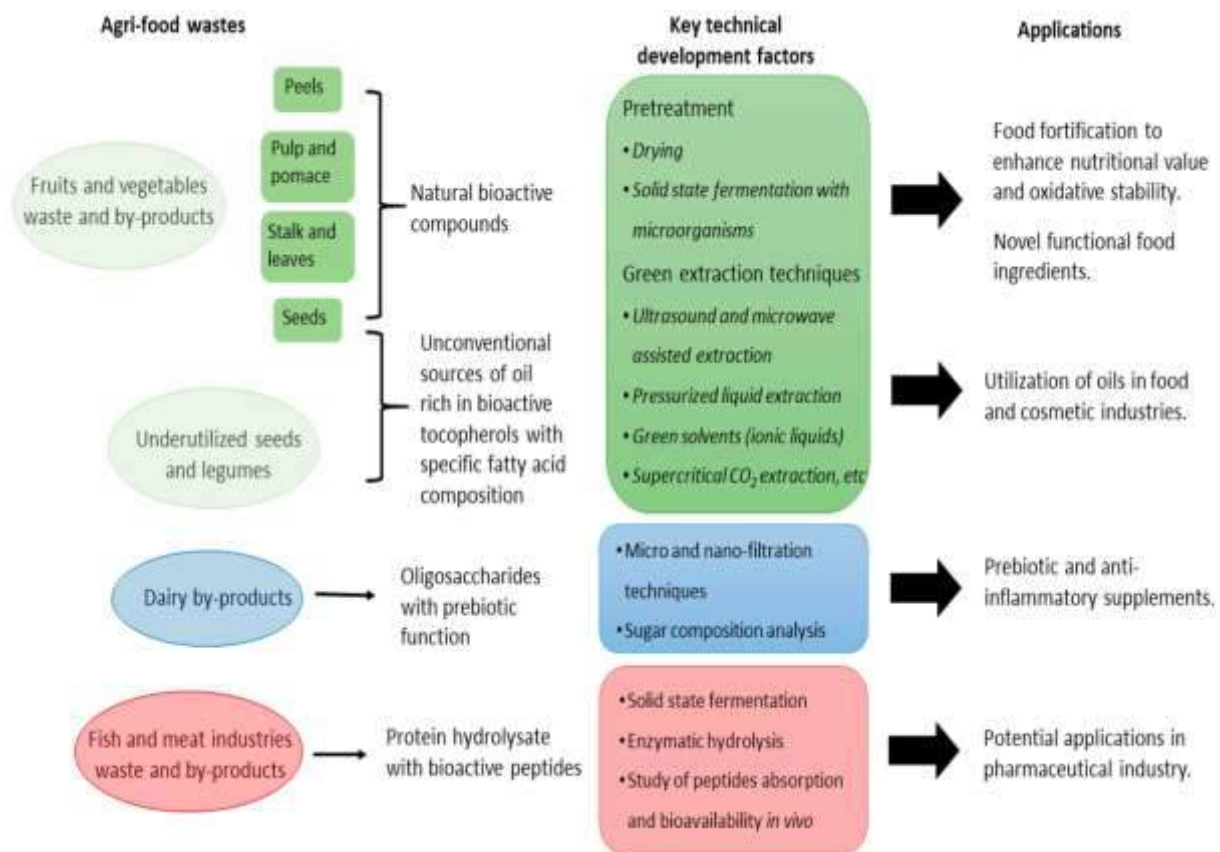 Agri-food wastes
Key technical
development factors
Applications
Fruits and vegetables
waste and by-products
Peels
Pulp and
pomace
Stalk and
leaves
Seeds
Natural bioactive
compounds
Underutilized seeds
and legumes
Unconventional
sources of oil
rich in bioactive
tocopherols with
specific fatty acid
composition
Pretreatment
• Drying
• Solid state fermentation with
microorganisms
Green extraction techniques
• Ultrasound and microwave
assisted extraction
• Pressurized liquid extraction
• Green solvents (ionic liquids)
• Supercritical CO2 extraction, etc
Food fortification to
enhance nutritional value
and oxidative stability.
Novel functional food
ingredients.
Utilization of oils in food
and cosmetic industries.
Dairy by-products
Oligosaccharides
with prebiotic
function
• Micro and nano-filtration
techniques
• Sugar composition analysis
Prebiotic and anti-
inflammatory supplements.
Fish and meat industries
waste and by-products
Protein hydrolysate
with bioactive peptides
• Solid state fermentation
• Enzymatic hydrolysis
• Study of peptides absorption
and bioavailability in vivo
Potential applications in
pharmaceutical industry.